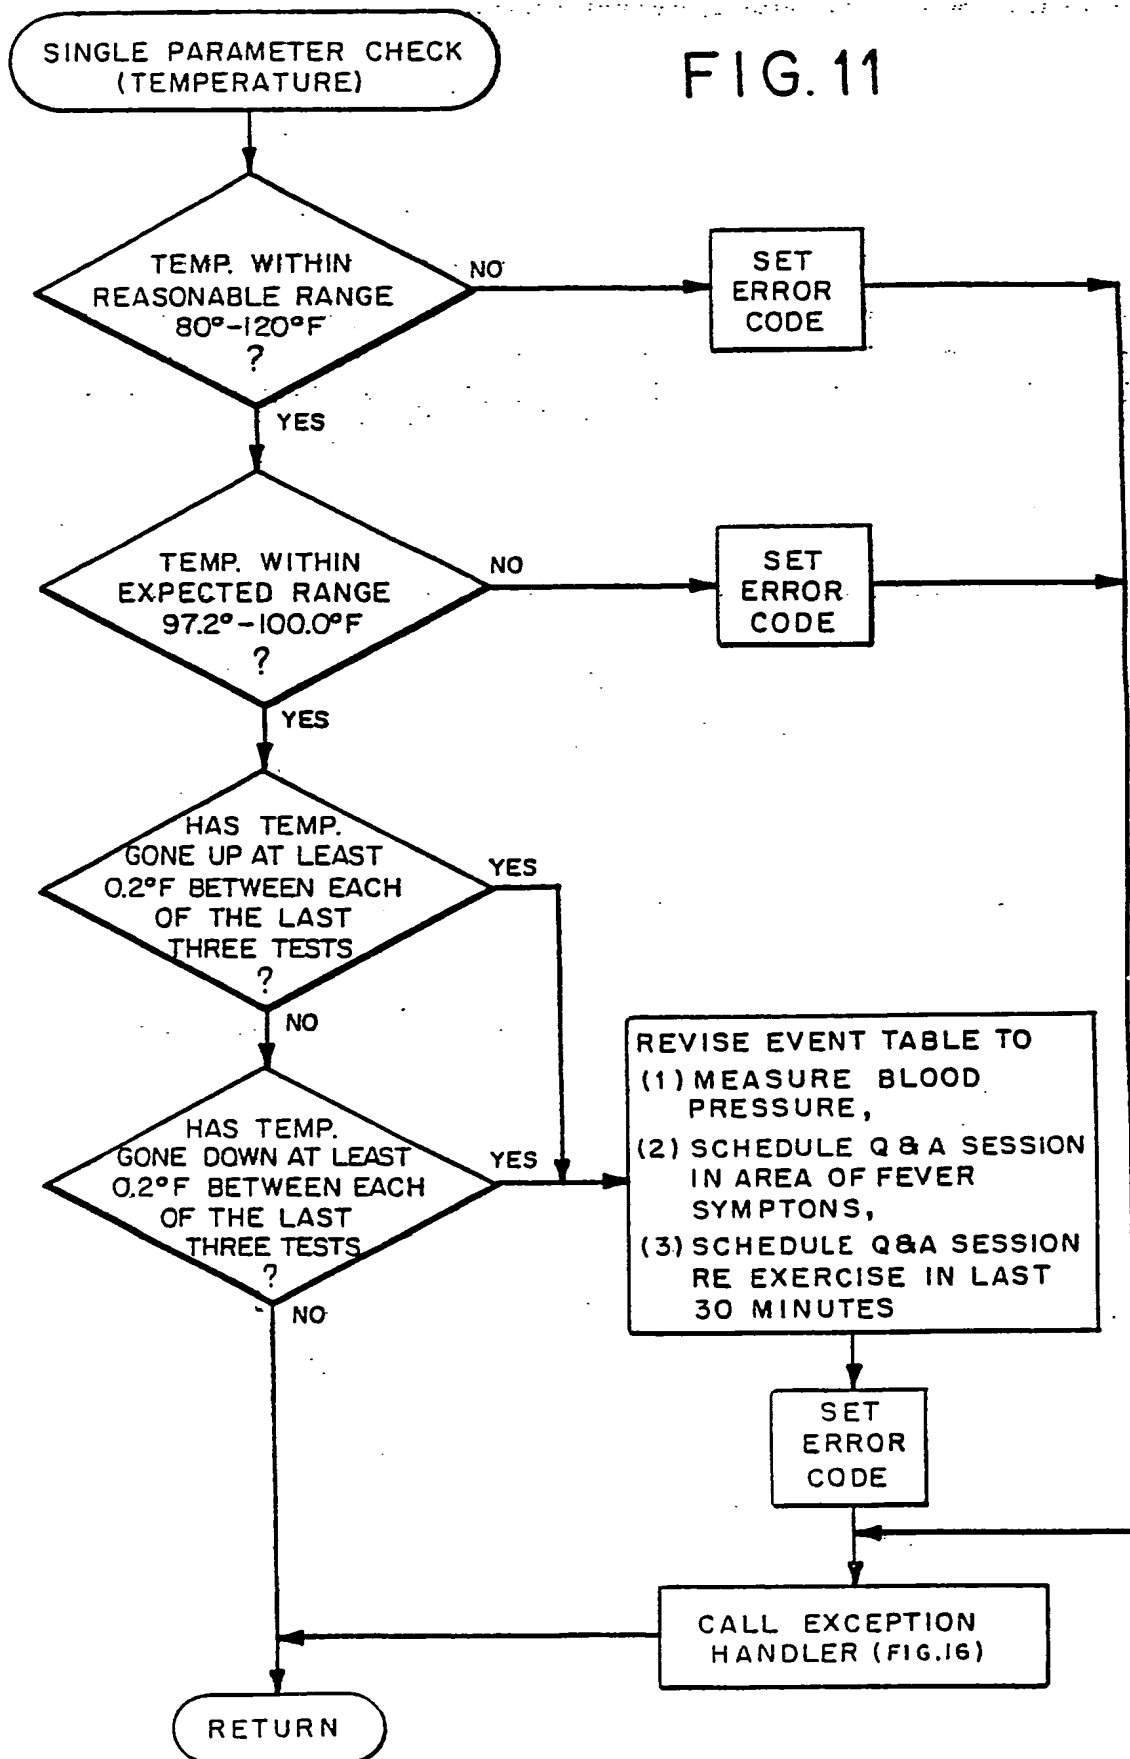 SINGLE PARAMETER CHECK
(TEMPERATURE)
FIG. 11
TEMP. WITHIN
REASONABLE RANGE
80°-120°F
?
NO
SET
ERROR
CODE
YES
TEMP. WITHIN
EXPECTED RANGE
97.2°-100.0°F
?
NO
SET
ERROR
CODE
YES
HAS TEMP.
GONE UP AT LEAST
0.2°F BETWEEN EACH
OF THE LAST
THREE TESTS
?
YES
NO
HAS TEMP.
GONE DOWN AT LEAST
0.2°F BETWEEN EACH
OF THE LAST
THREE TESTS
?
YES
NO
REVISE EVENT TABLE TO
(1) MEASURE BLOOD
PRESSURE,
(2) SCHEDULE Q & A SESSION
IN AREA OF FEVER
SYMPTONS,
(3) SCHEDULE Q&A SESSION
RE EXERCISE IN LAST
30 MINUTES
SET
ERROR
CODE
CALL EXCEPTION
HANDLER (FIG.16)
RETURN